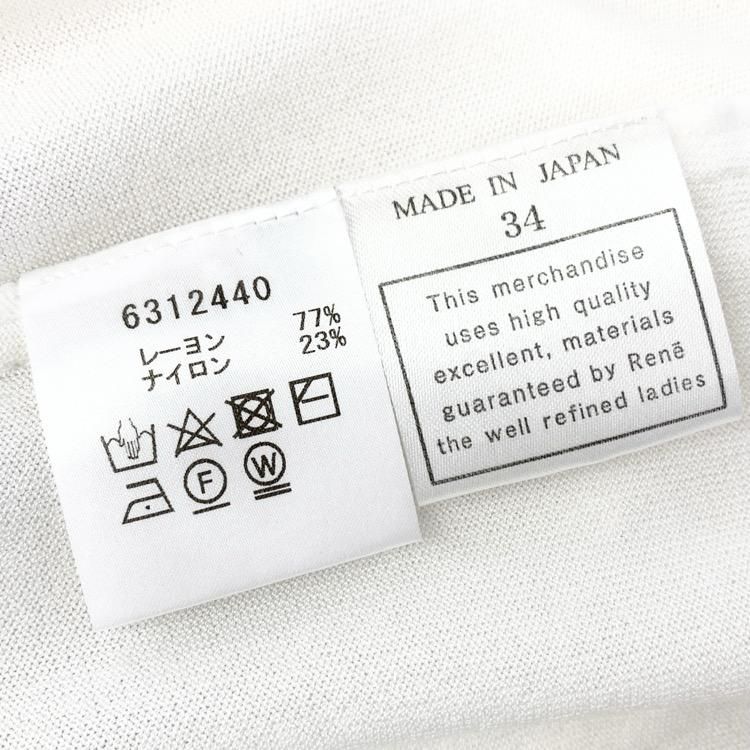 6312440
レーヨン 77%
ナイロン 23%
F W
MADE IN JAPAN
34
This merchandise
uses high quality
excellent, materials
guaranteed by Renē
the well refined ladies